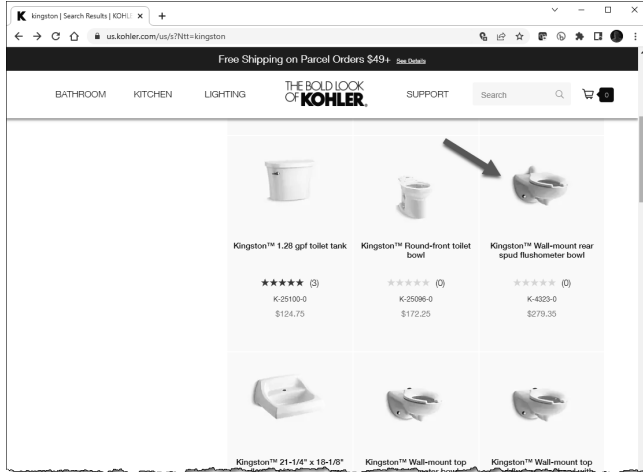 K kingston | Search Results | KOHL
us.kohler.com/us/s?Ntt=kingston
Free Shipping on Parcel Orders $49+ See Details
BATHROOM KITCHEN LIGHTING THE BOLD LOOK OF KOHLER. SUPPORT Search 0
Kingston™ 1.28 gpf toilet tank
(3)
K-25100-0
$124.75
Kingston™ Round-front toilet
bowl
(0)
K-25096-0
$172.25
Kingston™ Wall-mount rear
spud flushometer bowl
(0)
K-4323-0
$279.35
Kingston™ 21-1/4" x 18-1/8"
Kingston™ Wall-mount top
Kingston™ Wall-mount top